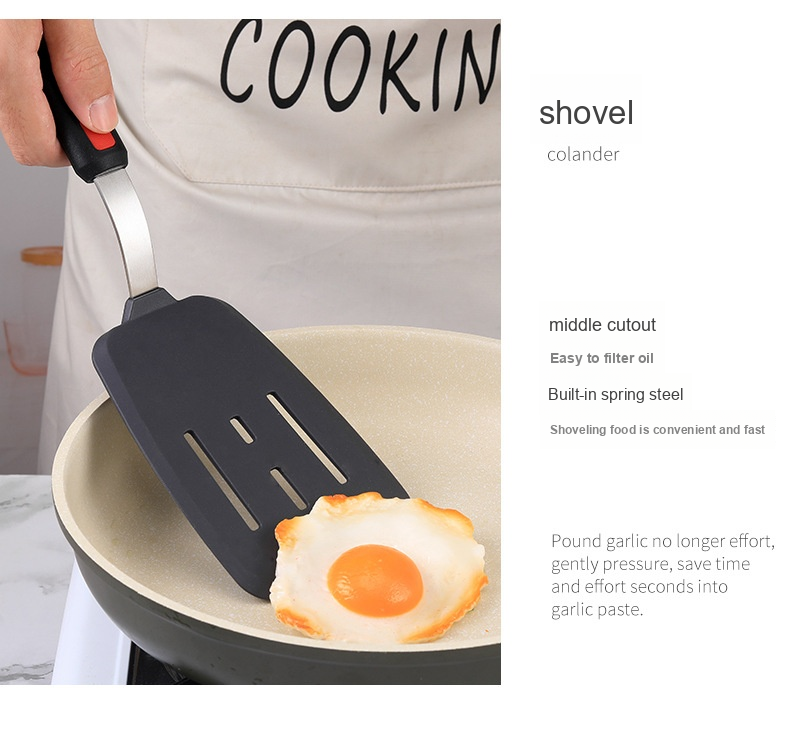 COOKIN
shovel
colander
middle cutout
Easy to filter oil
Built-in spring steel
Shoveling food is convenient and fast
Pound garlic no longer effort,
gently pressure, save time
and effort seconds into
garlic paste.